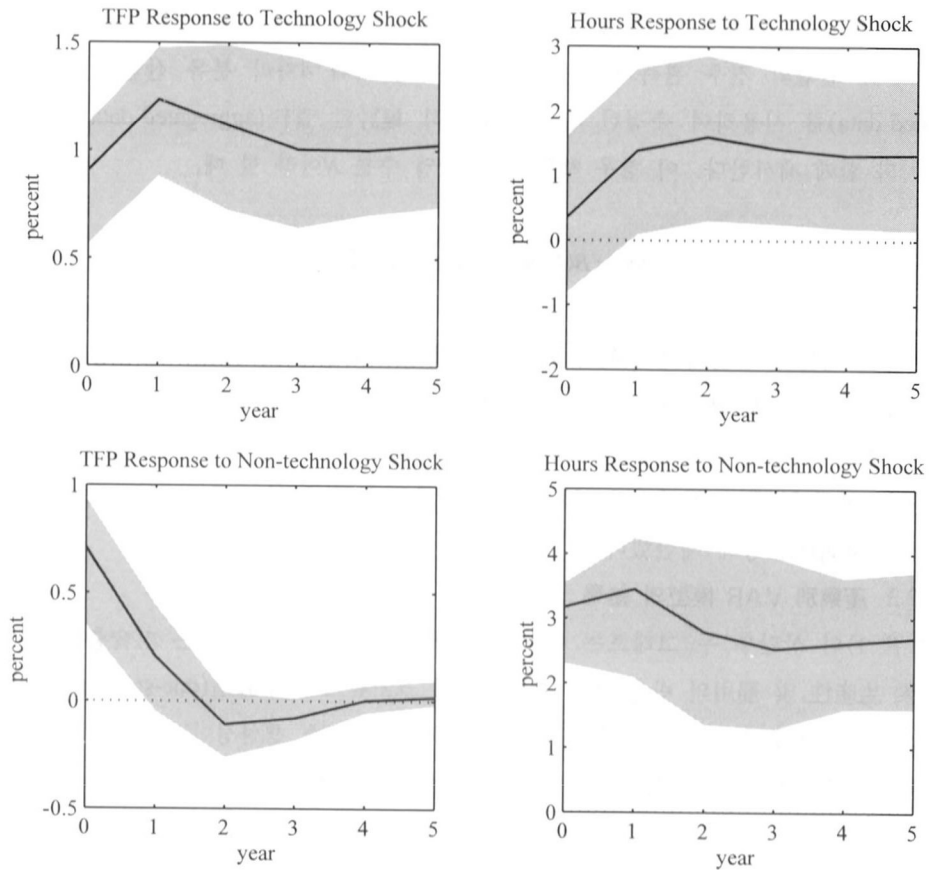 TFP Response to Technology Shock
1.5
1
0.5
0
percent
0 1 2 3 4 5
year
Hours Response to Technology Shock
3
2
1
0
-1
-2
percent
0 1 2 3 4 5
year
TFP Response to Non-technology Shock
1
0.5
0
-0.5
percent
0 1 2 3 4 5
year
Hours Response to Non-technology Shock
5
4
3
2
1
0
percent
0 1 2 3 4 5
year